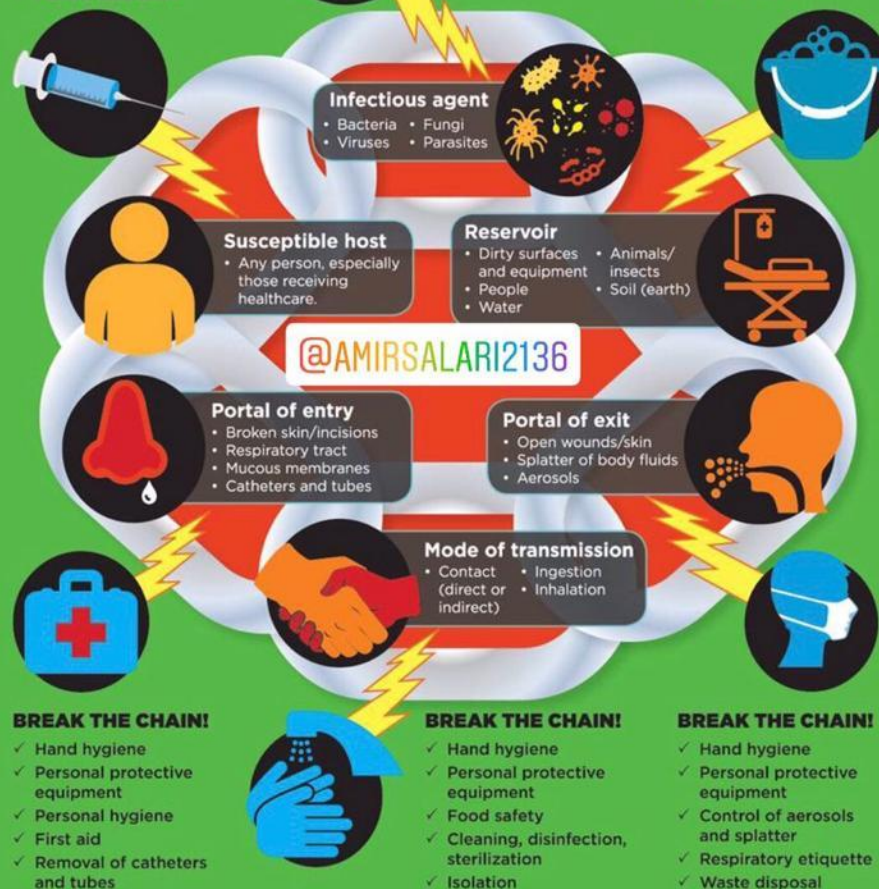 Infectious agent
• Bacteria • Fungi
• Viruses • Parasites
Susceptible host
• Any person, especially
those receiving
healthcare.
Reservoir
• Dirty surfaces
and equipment
• People
• Water
• Animals/
insects
• Soil (earth)
@AMIRSALARI2136
Portal of entry
• Broken skin/incisions
• Respiratory tract
• Mucous membranes
• Catheters and tubes
Portal of exit
• Open wounds/skin
• Splatter of body fluids
• Aerosols
Mode of transmission
• Contact
(direct or
indirect)
• Ingestion
• Inhalation
BREAK THE CHAIN!
✓ Hand hygiene
✓ Personal protective
equipment
✓ Personal hygiene
✓ First aid
✓ Removal of catheters
and tubes
BREAK THE CHAIN!
✓ Hand hygiene
✓ Personal protective
equipment
✓ Food safety
✓ Cleaning, disinfection,
sterilization
✓ Isolation
BREAK THE CHAIN!
✓ Hand hygiene
✓ Personal protective
equipment
✓ Control of aerosols
and splatter
✓ Respiratory etiquette
✓ Waste disposal